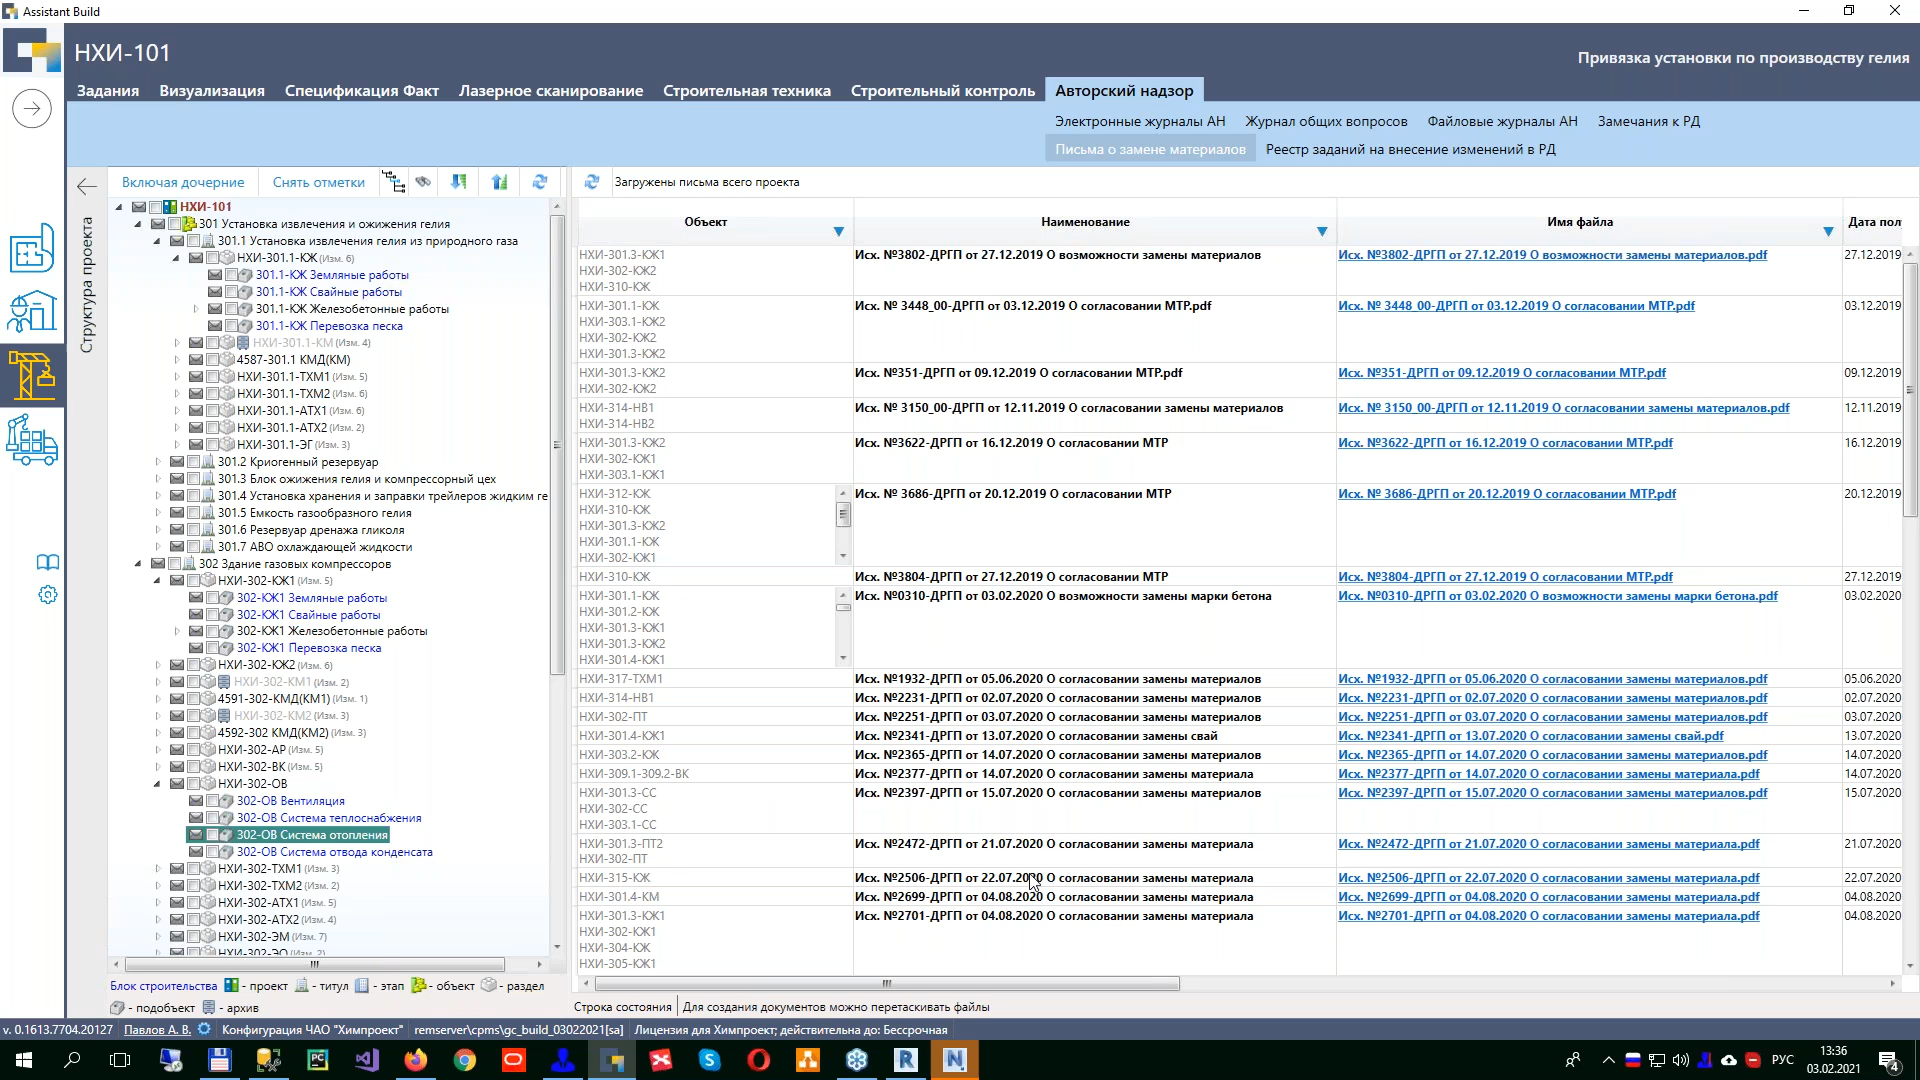 Assistant Build
НХИ-101
Привязка установки по производству гелия
Задания Визуализация Спецификация Факт Лазерное сканирование Строительная техника Строительный контроль Авторский надзор
Электронные журналы АН Журнал общих вопросов Файловые журналы АН Замечания к РД
Письма о замене материалов Реестр заданий на внесение изменений в РД
Структура проекта
Включая дочерние Снять отметки
НХИ-101
301 Установка извлечения и ожижения гелия
301.1 Установка извлечения гелия из природного газа
НХИ-301.1-КЖ (Изм. 6)
301.1-КЖ Земляные работы
301.1-КЖ Свайные работы
301.1-КЖ Железобетонные работы
301.1-КЖ Перевозка песка
НХИ-301.1-КМ (Изм. 4)
4587-301.1 КМД(КМ)
НХИ-301.1-ТХМ1 (Изм. 5)
НХИ-301.1-ТХМ2 (Изм. 6)
НХИ-301.1-АТХ1 (Изм. 6)
НХИ-301.1-АТХ2 (Изм. 2)
НХИ-301.1-ЭГ (Изм. 3)
301.2 Криогенный резервуар
301.3 Блок ожижения гелия и компрессорный цех
301.4 Установка хранения и заправки трейлеров жидким ге
301.5 Емкость газообразного гелия
301.6 Резервуар дренажа гликоля
301.7 АВО охлаждающей жидкости
302 Здание газовых компрессоров
НХИ-302-КЖ1 (Изм. 5)
302-КЖ1 Земляные работы
302-КЖ1 Свайные работы
302-КЖ1 Железобетонные работы
302-КЖ1 Перевозка песка
НХИ-302-КЖ2 (Изм. 6)
НХИ-302-КМ1 (Изм. 2)
4591-302-КМД(КМ1) (Изм. 1)
НХИ-302-КМ2 (Изм. 3)
4592-302 КМД(КМ2) (Изм. 3)
НХИ-302-АР (Изм. 5)
НХИ-302-ВК (Изм. 5)
НХИ-302-ОВ
302-ОВ Вентиляция
302-ОВ Система теплоснабжения
302-ОВ Система отопления
302-ОВ Система отвода конденсата
НХИ-302-ТХМ1 (Изм. 3)
НХИ-302-ТХМ2 (Изм. 2)
НХИ-302-АТХ1 (Изм. 5)
НХИ-302-АТХ2 (Изм. 4)
НХИ-302-ЭМ (Изм. 7)
НХИ-302-ЭО (Изм. 2)
Блок строительства - проект - титул - этап - объект - раздел
- подобъект - архив
Загружены письма всего проекта
Объект Наименование Имя файла Дата пол
НХИ-301.3-КЖ1 Исх. №3802-ДРГП от 27.12.2019 О возможности замены материалов Исх. №3802-ДРГП от 27.12.2019 О возможности замены материалов.pdf 27.12.2019
НХИ-302-КЖ2
НХИ-310-КЖ
НХИ-301.1-КЖ Исх. № 3448_00-ДРГП от 03.12.2019 О согласовании МТР.pdf Исх. № 3448_00-ДРГП от 03.12.2019 О согласовании МТР.pdf 03.12.2019
НХИ-303.1-КЖ2
НХИ-302-КЖ2
НХИ-301.3-КЖ2
НХИ-301.3-КЖ2 Исх. №351-ДРГП от 09.12.2019 О согласовании МТР.pdf Исх. №351-ДРГП от 09.12.2019 О согласовании МТР.pdf 09.12.2019
НХИ-302-КЖ2
НХИ-314-НВ1 Исх. № 3150_00-ДРГП от 12.11.2019 О согласовании замены материалов Исх. № 3150_00-ДРГП от 12.11.2019 О согласовании замены материалов.pdf 12.11.2019
НХИ-314-НВ2
НХИ-301.3-КЖ2 Исх. №3622-ДРГП от 16.12.2019 О согласовании МТР Исх. №3622-ДРГП от 16.12.2019 О согласовании МТР.pdf 16.12.2019
НХИ-302-КЖ1
НХИ-303.1-КЖ1
НХИ-312-КЖ Исх. № 3686-ДРГП от 20.12.2019 О согласовании МТР Исх. № 3686-ДРГП от 20.12.2019 О согласовании МТР.pdf 20.12.2019
НХИ-310-КЖ
НХИ-301.3-КЖ2
НХИ-301.1-КЖ
НХИ-302-КЖ1
НХИ-310-КЖ Исх. №3804-ДРГП от 27.12.2019 О согласовании МТР Исх. №3804-ДРГП от 27.12.2019 О согласовании МТР.pdf 27.12.2019
НХИ-301.1-КЖ Исх. №0310-ДРГП от 03.02.2020 О возможности замены марки бетона Исх. №0310-ДРГП от 03.02.2020 О возможности замены марки бетона.pdf 03.02.2020
НХИ-301.2-КЖ
НХИ-301.3-КЖ1
НХИ-301.3-КЖ2
НХИ-301.4-КЖ1
НХИ-317-ТХМ1 Исх. №1932-ДРГП от 05.06.2020 О согласовании замены материалов Исх. №1932-ДРГП от 05.06.2020 О согласовании замены материалов.pdf 05.06.2020
НХИ-314-НВ1 Исх. №2231-ДРГП от 02.07.2020 О согласовании замены материалов Исх. №2231-ДРГП от 02.07.2020 О согласовании замены материалов.pdf 02.07.2020
НХИ-302-ПТ Исх. №2251-ДРГП от 03.07.2020 О согласовании замены материалов Исх. №2251-ДРГП от 03.07.2020 О согласовании замены материалов.pdf 03.07.2020
НХИ-301.4-КЖ1 Исх. №2341-ДРГП от 13.07.2020 О согласовании замены свай Исх. №2341-ДРГП от 13.07.2020 О согласовании замены свай.pdf 13.07.2020
НХИ-303.2-КЖ Исх. №2365-ДРГП от 14.07.2020 О согласовании замены материалов Исх. №2365-ДРГП от 14.07.2020 О согласовании замены материалов.pdf 14.07.2020
НХИ-309.1-309.2-ВК Исх. №2377-ДРГП от 14.07.2020 О согласовании замены материала Исх. №2377-ДРГП от 14.07.2020 О согласовании замены материала.pdf 14.07.2020
НХИ-301.3-СС Исх. №2397-ДРГП от 15.07.2020 О согласовании замены материалов Исх. №2397-ДРГП от 15.07.2020 О согласовании замены материалов.pdf 15.07.2020
НХИ-302-СС
НХИ-303.1-СС
НХИ-301.3-ПТ2 Исх. №2472-ДРГП от 21.07.2020 О согласовании замены материала Исх. №2472-ДРГП от 21.07.2020 О согласовании замены материала.pdf 21.07.2020
НХИ-302-ПТ
НХИ-315-КЖ Исх. №2506-ДРГП от 22.07.2020 О согласовании замены материала Исх. №2506-ДРГП от 22.07.2020 О согласовании замены материала.pdf 22.07.2020
НХИ-301.4-КМ Исх. №2699-ДРГП от 04.08.2020 О согласовании замены материала Исх. №2699-ДРГП от 04.08.2020 О согласовании замены материала.pdf 04.08.2020
НХИ-301.3-КЖ1 Исх. №2701-ДРГП от 04.08.2020 О согласовании замены материала Исх. №2701-ДРГП от 04.08.2020 О согласовании замены материала.pdf 04.08.2020
НХИ-302-КЖ1
НХИ-304-КЖ
НХИ-305-КЖ1
Строка состояния Для создания документов можно перетаскивать файлы
v. 0.1613.7704.20127 Павлов А. В. Конфигурация ЧАО "Химпроект" remserver\cpms\gc_build_03022021[sa] Лицензия для Химпроект; действительна до: Бессрочная
РУС 13:36
03.02.2021
4